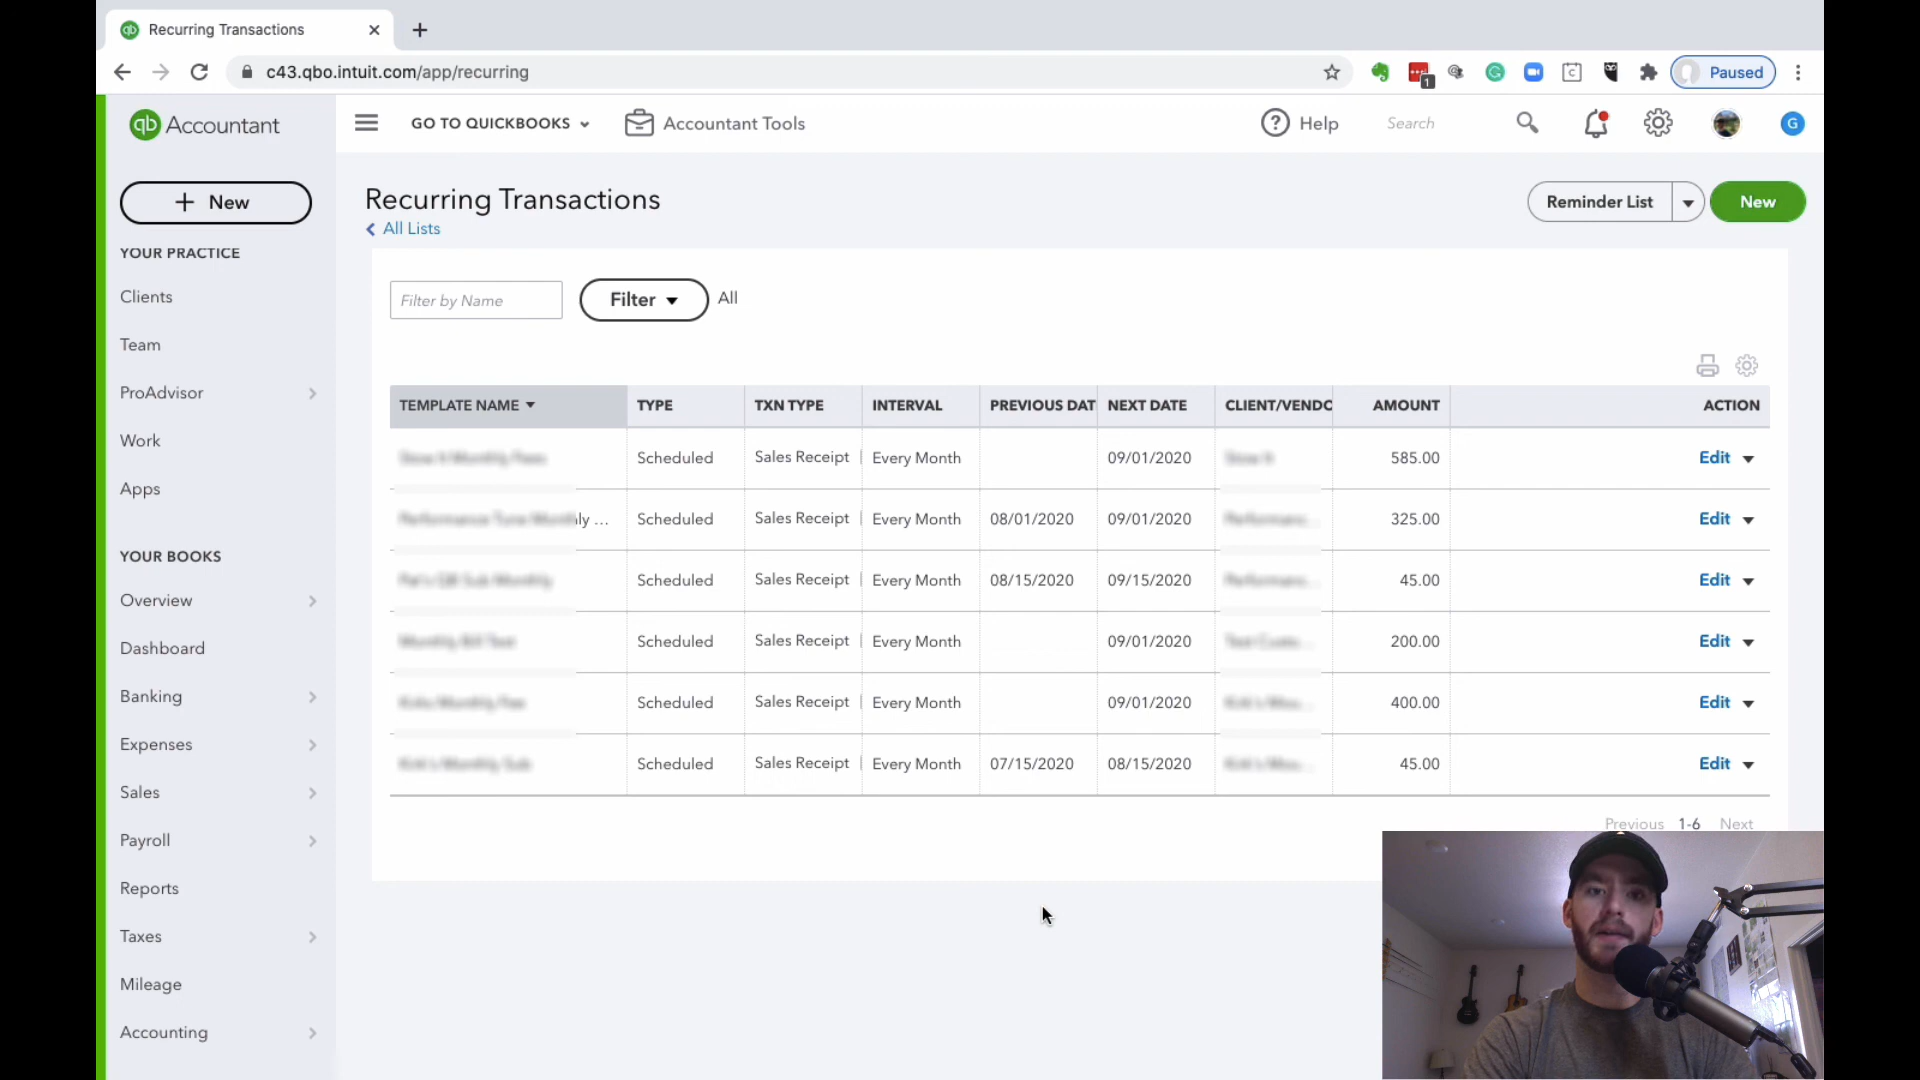 Recurring Transactions
c43.qbo.intuit.com/app/recurring
1
Paused
qb Accountant
GO TO QUICKBOOKS
Accountant Tools
Help
Search
G
New
Recurring Transactions
Reminder List
New
All Lists
YOUR PRACTICE
Clients
Team
ProAdvisor
Work
Apps
YOUR BOOKS
Overview
Dashboard
Banking
Expenses
Sales
Payroll
Reports
Taxes
Mileage
Accounting
Filter by Name
Filter
All
TEMPLATE NAME TYPE TXN TYPE INTERVAL PREVIOUS DAT NEXT DATE CLIENT/VENDO AMOUNT ACTION
Scheduled Sales Receipt Every Month 09/01/2020 585.00 Edit
Scheduled Sales Receipt Every Month 08/01/2020 09/01/2020 325.00 Edit
Scheduled Sales Receipt Every Month 08/15/2020 09/15/2020 45.00 Edit
Scheduled Sales Receipt Every Month 09/01/2020 200.00 Edit
Scheduled Sales Receipt Every Month 09/01/2020 400.00 Edit
Scheduled Sales Receipt Every Month 07/15/2020 08/15/2020 45.00 Edit
Previous 1-6 Next